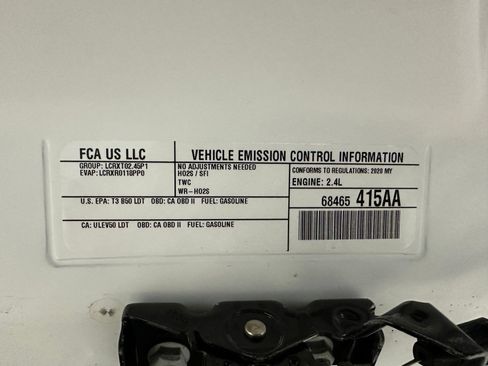 FCA US LLC
VEHICLE EMISSION CONTROL INFORMATION
GROUP: LCRXT02.45P1
EVAP: LCRXR0118PP0
NO ADJUSTMENTS NEEDED
HO2S / SFI
TWC
WR-HO2S
CONFORMS TO REGULATIONS: 2020 MY
ENGINE: 2.4L
U.S. EPA: T3 B50 LDT OBD: CA OBD II FUEL: GASOLINE
68465 415AA
CA: ULEV50 LDT OBD: CA OBD II FUEL: GASOLINE